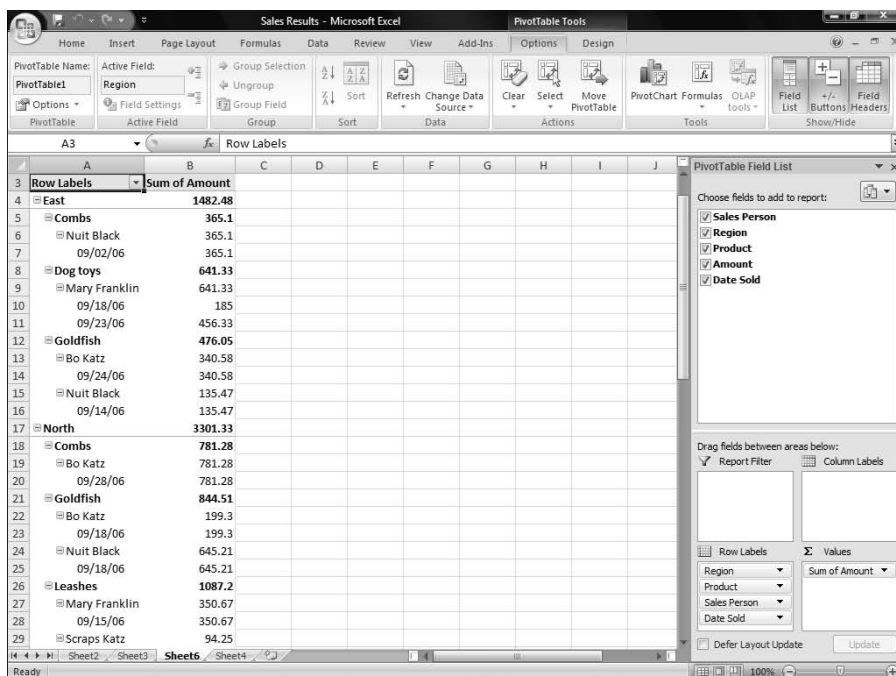 Sales Results - Microsoft Excel PivotTable Tools
Home Insert Page Layout Formulas Data Review View Add-Ins Options Design
PivotTable Name: Active Field: Group Selection
PivotTable1 Region Ungroup Sort Refresh Change Data Source Clear Select Move PivotTable PivotChart Formulas OLAP tools Field List +/- Buttons Field Headers
Options Field Settings Group Field
PivotTable Active Field Group Sort Data Actions Tools Show/Hide
A3 fx Row Labels
A B C D E F G H I J
3 Row Labels Sum of Amount
4 East 1482.48
5 Combs 365.1
6 Nuit Black 365.1
7 09/02/06 365.1
8 Dog toys 641.33
9 Mary Franklin 641.33
10 09/18/06 185
11 09/23/06 456.33
12 Goldfish 476.05
13 Bo Katz 340.58
14 09/24/06 340.58
15 Nuit Black 135.47
16 09/14/06 135.47
17 North 3301.33
18 Combs 781.28
19 Bo Katz 781.28
20 09/28/06 781.28
21 Goldfish 844.51
22 Bo Katz 199.3
23 09/18/06 199.3
24 Nuit Black 645.21
25 09/18/06 645.21
26 Leashes 1087.2
27 Mary Franklin 350.67
28 09/15/06 350.67
29 Scraps Katz 94.25
PivotTable Field List
Choose fields to add to report:
Sales Person
Region
Product
Amount
Date Sold
Drag fields between areas below:
Report Filter Column Labels
Row Labels Σ Values
Region Sum of Amount
Product
Sales Person
Date Sold
Defer Layout Update Update
Sheet2 Sheet3 Sheet6 Sheet4
Ready 100%